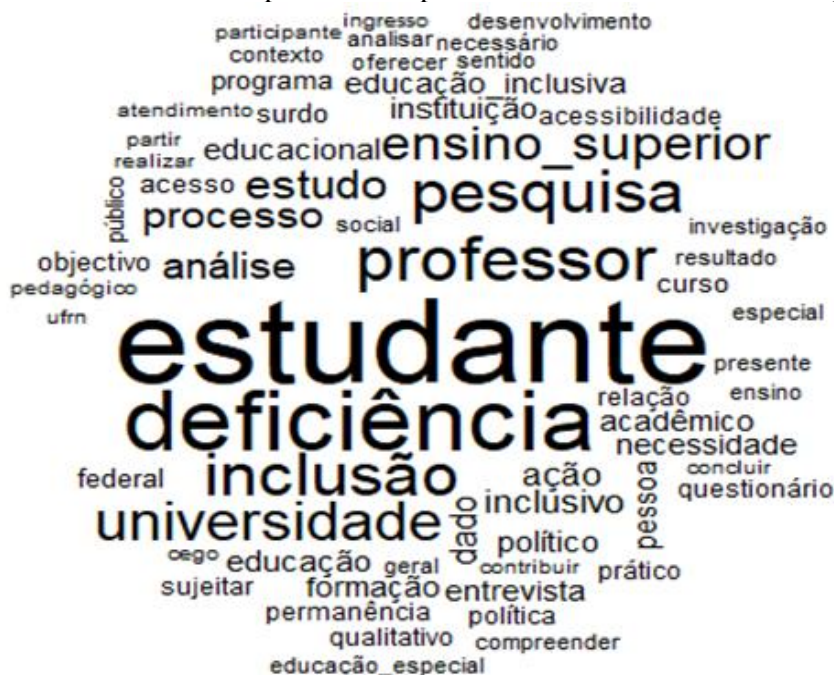 ingresso desenvolvimento
participante analisar necessário
contexto oferecer sentido
programa educação_inclusiva
atendimento surdo instituição acessibilidade
partir educacional ensino_superior
realizar
público acesso estudo pesquisa
processo social investigação
objectivo análise professor resultado
pedagógico curso
ufrn especial
estudante presente
deficiência relação ensino
acadêmico
necessidade
federal inclusão ação pessoa concluir
universidade dado inclusivo questionário
político
cego educação geral contribuir prático
sujeitar formação entrevista
permanência política
qualitativo compreender
educação_especial